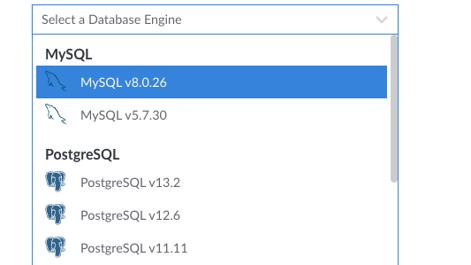 Select a Database Engine
MySQL
MySQL v8.0.26
MySQL v5.7.30
PostgreSQL
PostgreSQL v13.2
PostgreSQL v12.6
PostgreSQL v11.11